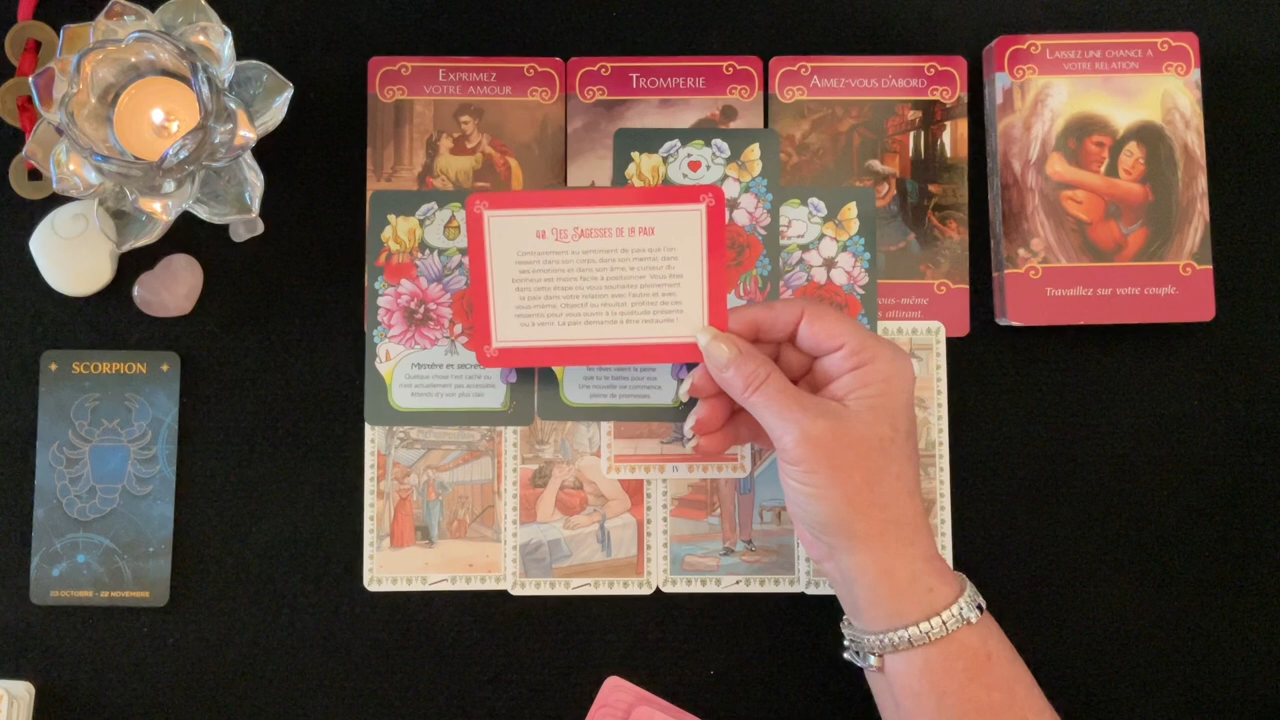 EXPRIMEZ
VOTRE AMOUR
TROMPERIE
AIMEZ-VOUS D'ABORD
LAISSEZ UNE CHANCE À
VOTRE RELATION
Travaillez sur votre couple.
vous-même
attirant.
40. Les Sagesses de la Paix
Contrairement au sentiment de paix que l'on
ressent dans son corps, dans son mental, dans
ses émotions et dans son âme, le curseur du
bonheur est moins facile à positionner. Vous êtes
dans cette étape où vous souhaitez pleinement
la paix dans votre relation avec l'autre et avec
vous-même. Objectif ou résultat, profitez de ces
ressentis pour vous ouvrir à la quiétude présente
ou à venir. La paix demande à être restaurée !
Mystère et secret
Quelque chose t'est caché ou
n'est actuellement pas accessible,
attends d'y voir plus clair.
les rêves valent la peine
que tu te battes pour eux.
Une nouvelle vie commence,
pleine de promesses.
IV
SCORPION
23 OCTOBRE - 22 NOVEMBRE